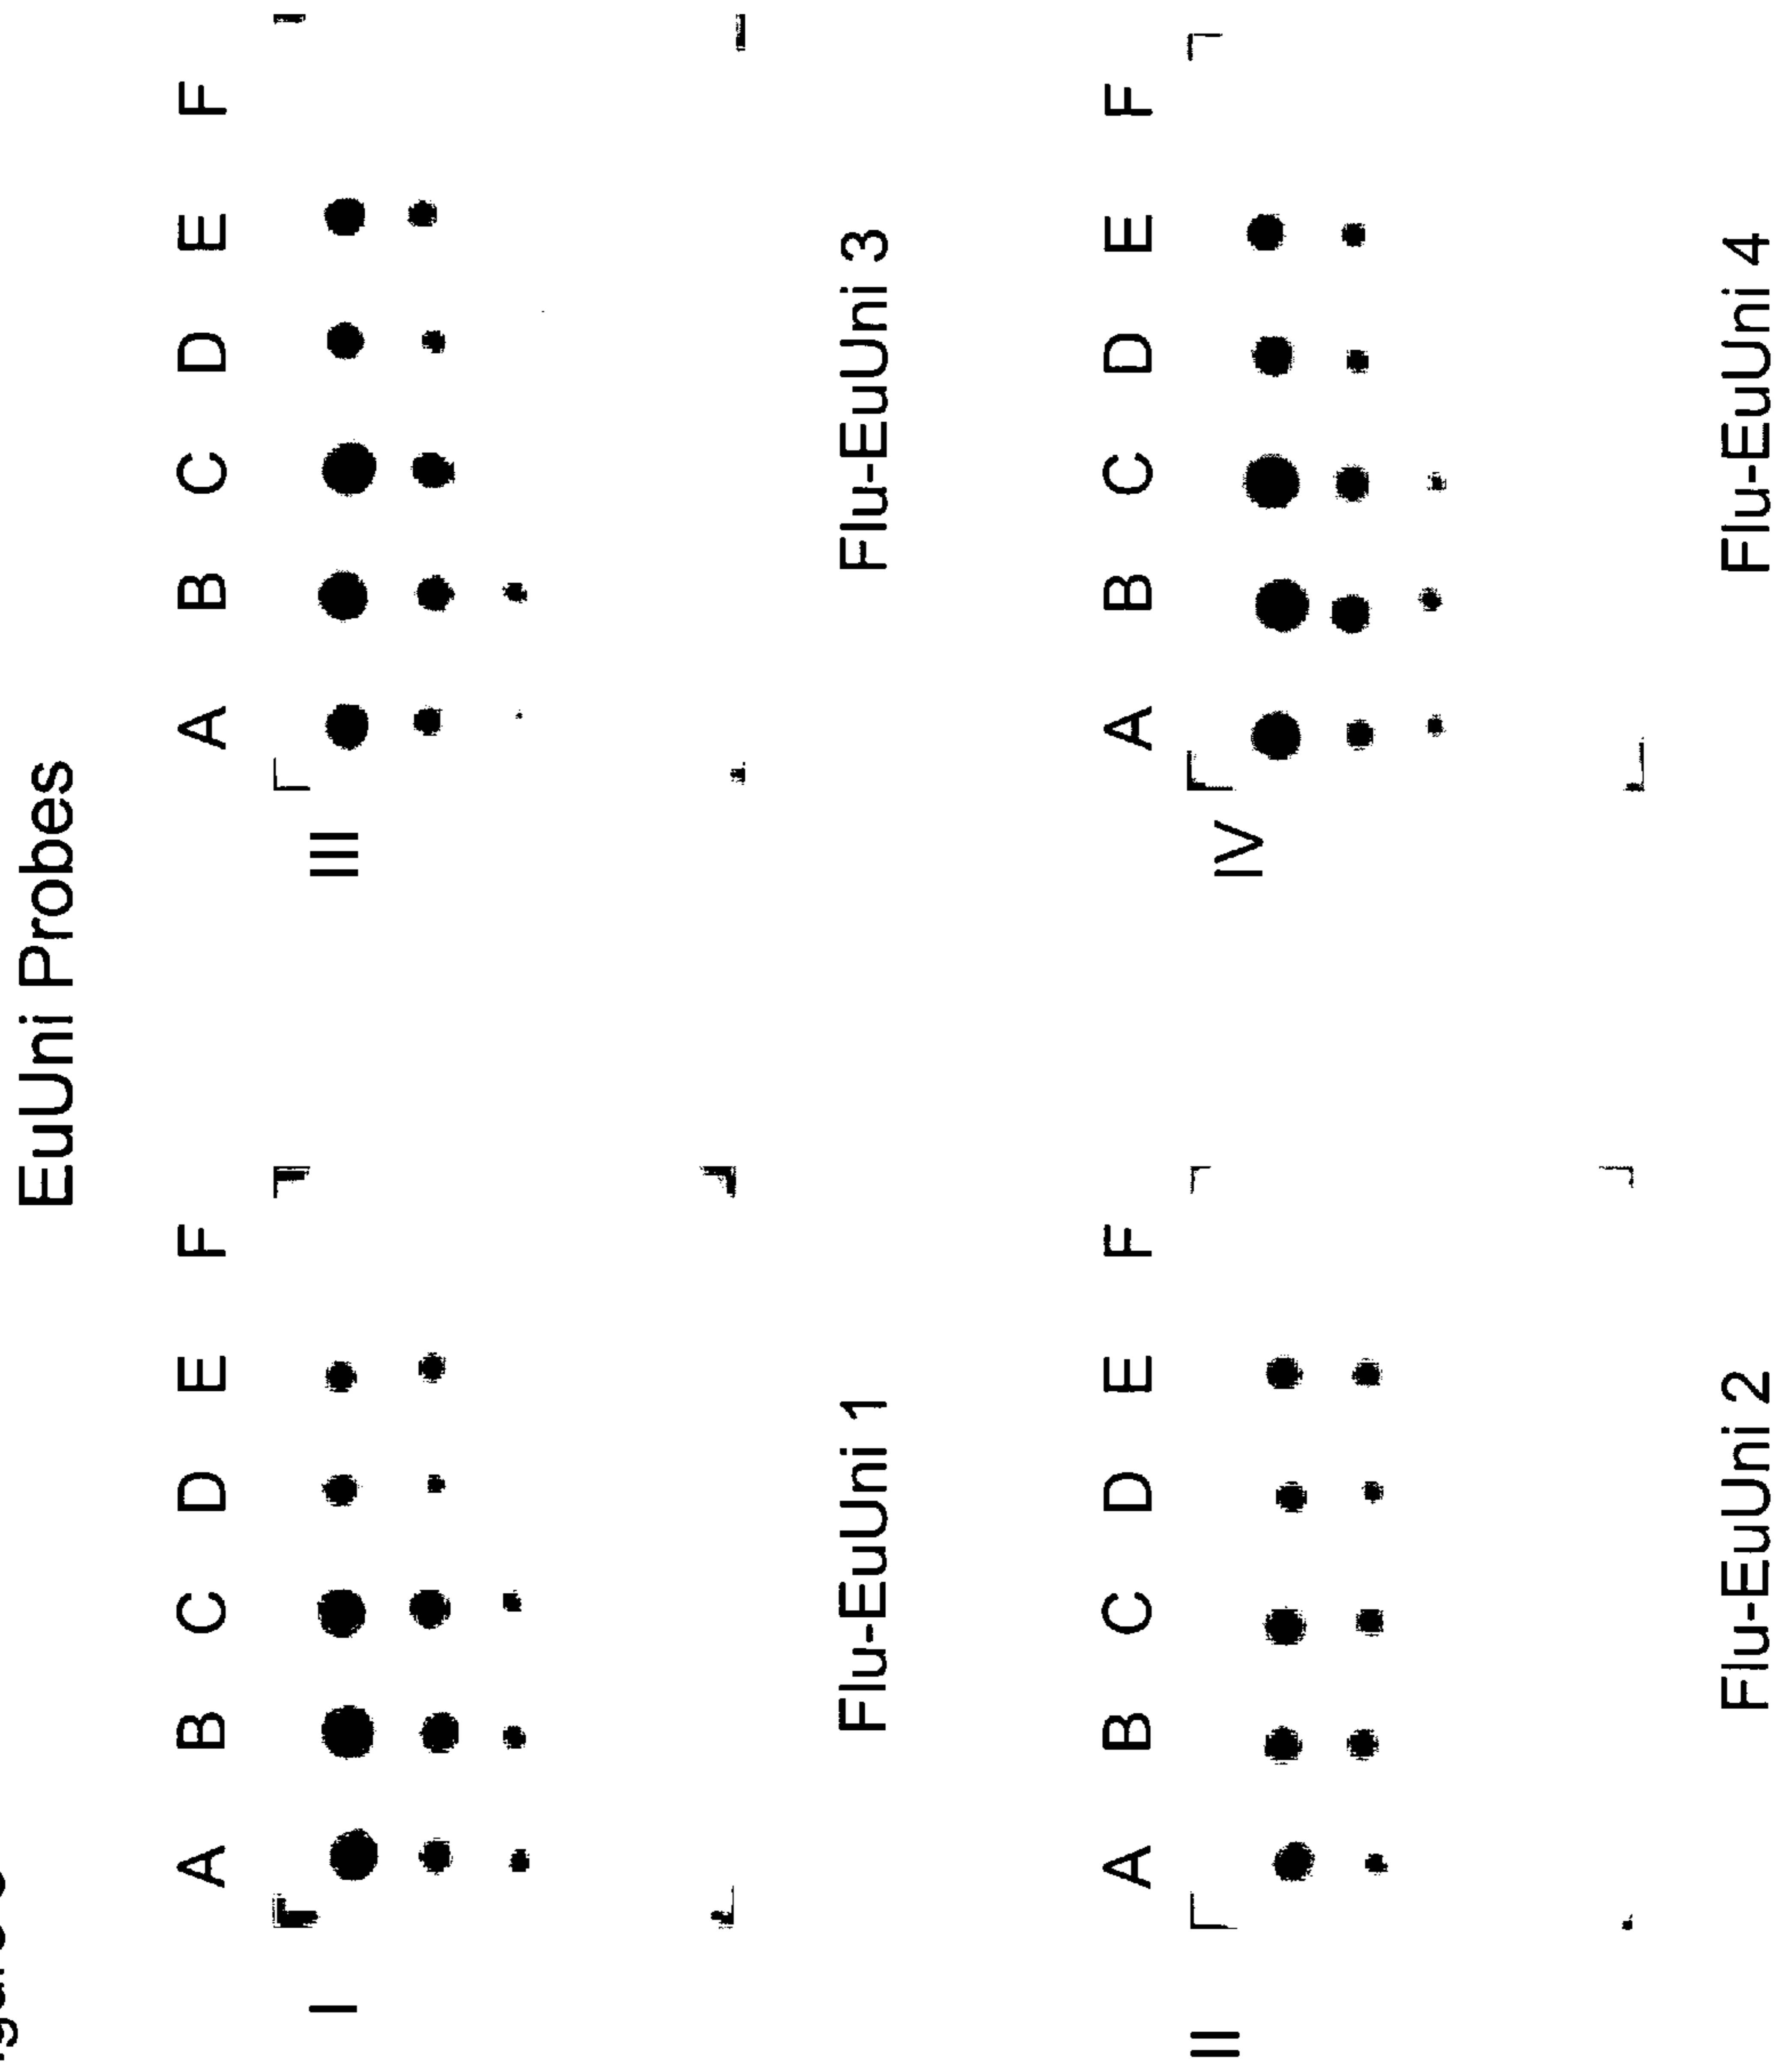 EuUni Probes
I
A B C D E F
Flu-EuUni 1
III
A B C D E F
Flu-EuUni 3
II
A B C D E F
Flu-EuUni 2
IV
A B C D E F
Flu-EuUni 4